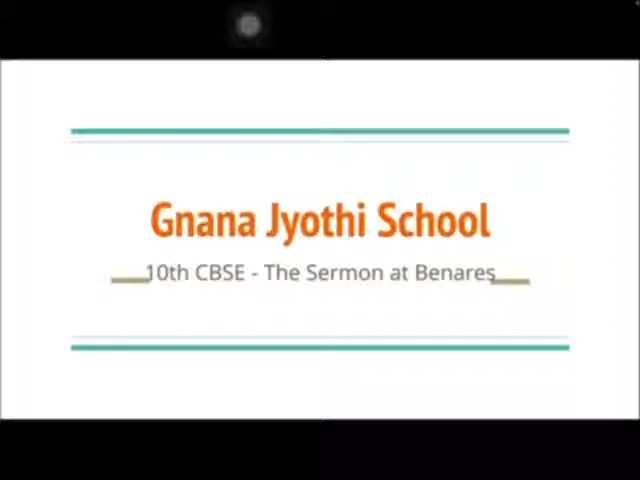 Gnana Jyothi School
10th CBSE - The Sermon at Benares